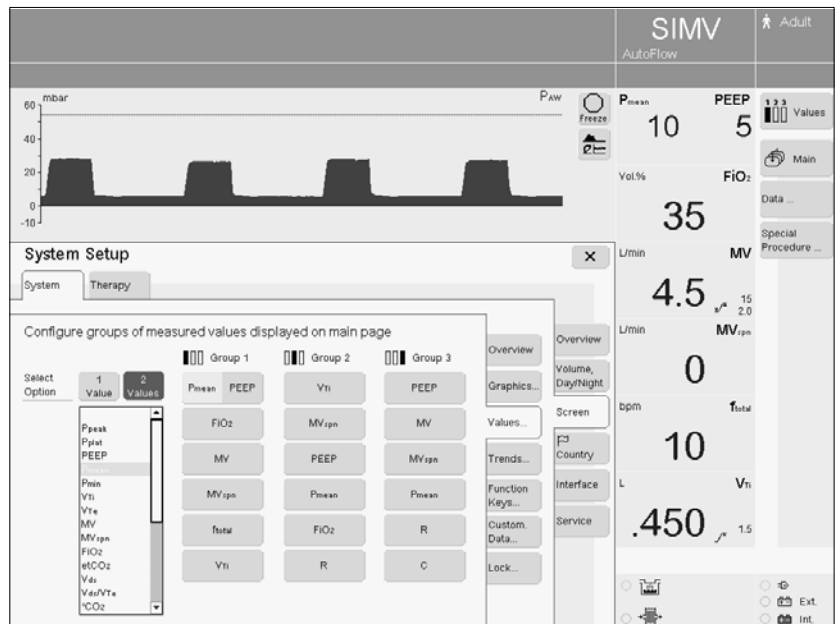 SIMV
Adult
AutoFlow
mbar
PAW
60
40
20
0
-10
Freeze
Pmean PEEP
10 5
1 2 3
Values
Main
Vol.% FiO2
35
Data ...
Special
Procedure ...
L/min MV
4.5 15
2.0
L/min MVspn
0
bpm ftotal
10
L VTi
.450 1.5
Ext.
Int.
System Setup
System Therapy
Configure groups of measured values displayed on main page
Group 1 Group 2 Group 3
Select
Option
1
Value
2
Values
Ppeak
Pplat
PEEP
Pmean
Pmin
VTi
VTe
MV
MVspn
FiO2
etCO2
Vds
Vds/VTe
Pmean PEEP VTi PEEP
FiO2 MVspn MV
MV PEEP MVspn
MVspn Pmean Pmean
ftotal FiO2 R
VTi R C
Overview
Graphics...
Values...
Trends...
Function
Keys...
Custom.
Data...
Lock...
Overview
Volume,
Day/Night
Screen
Country
Interface
Service